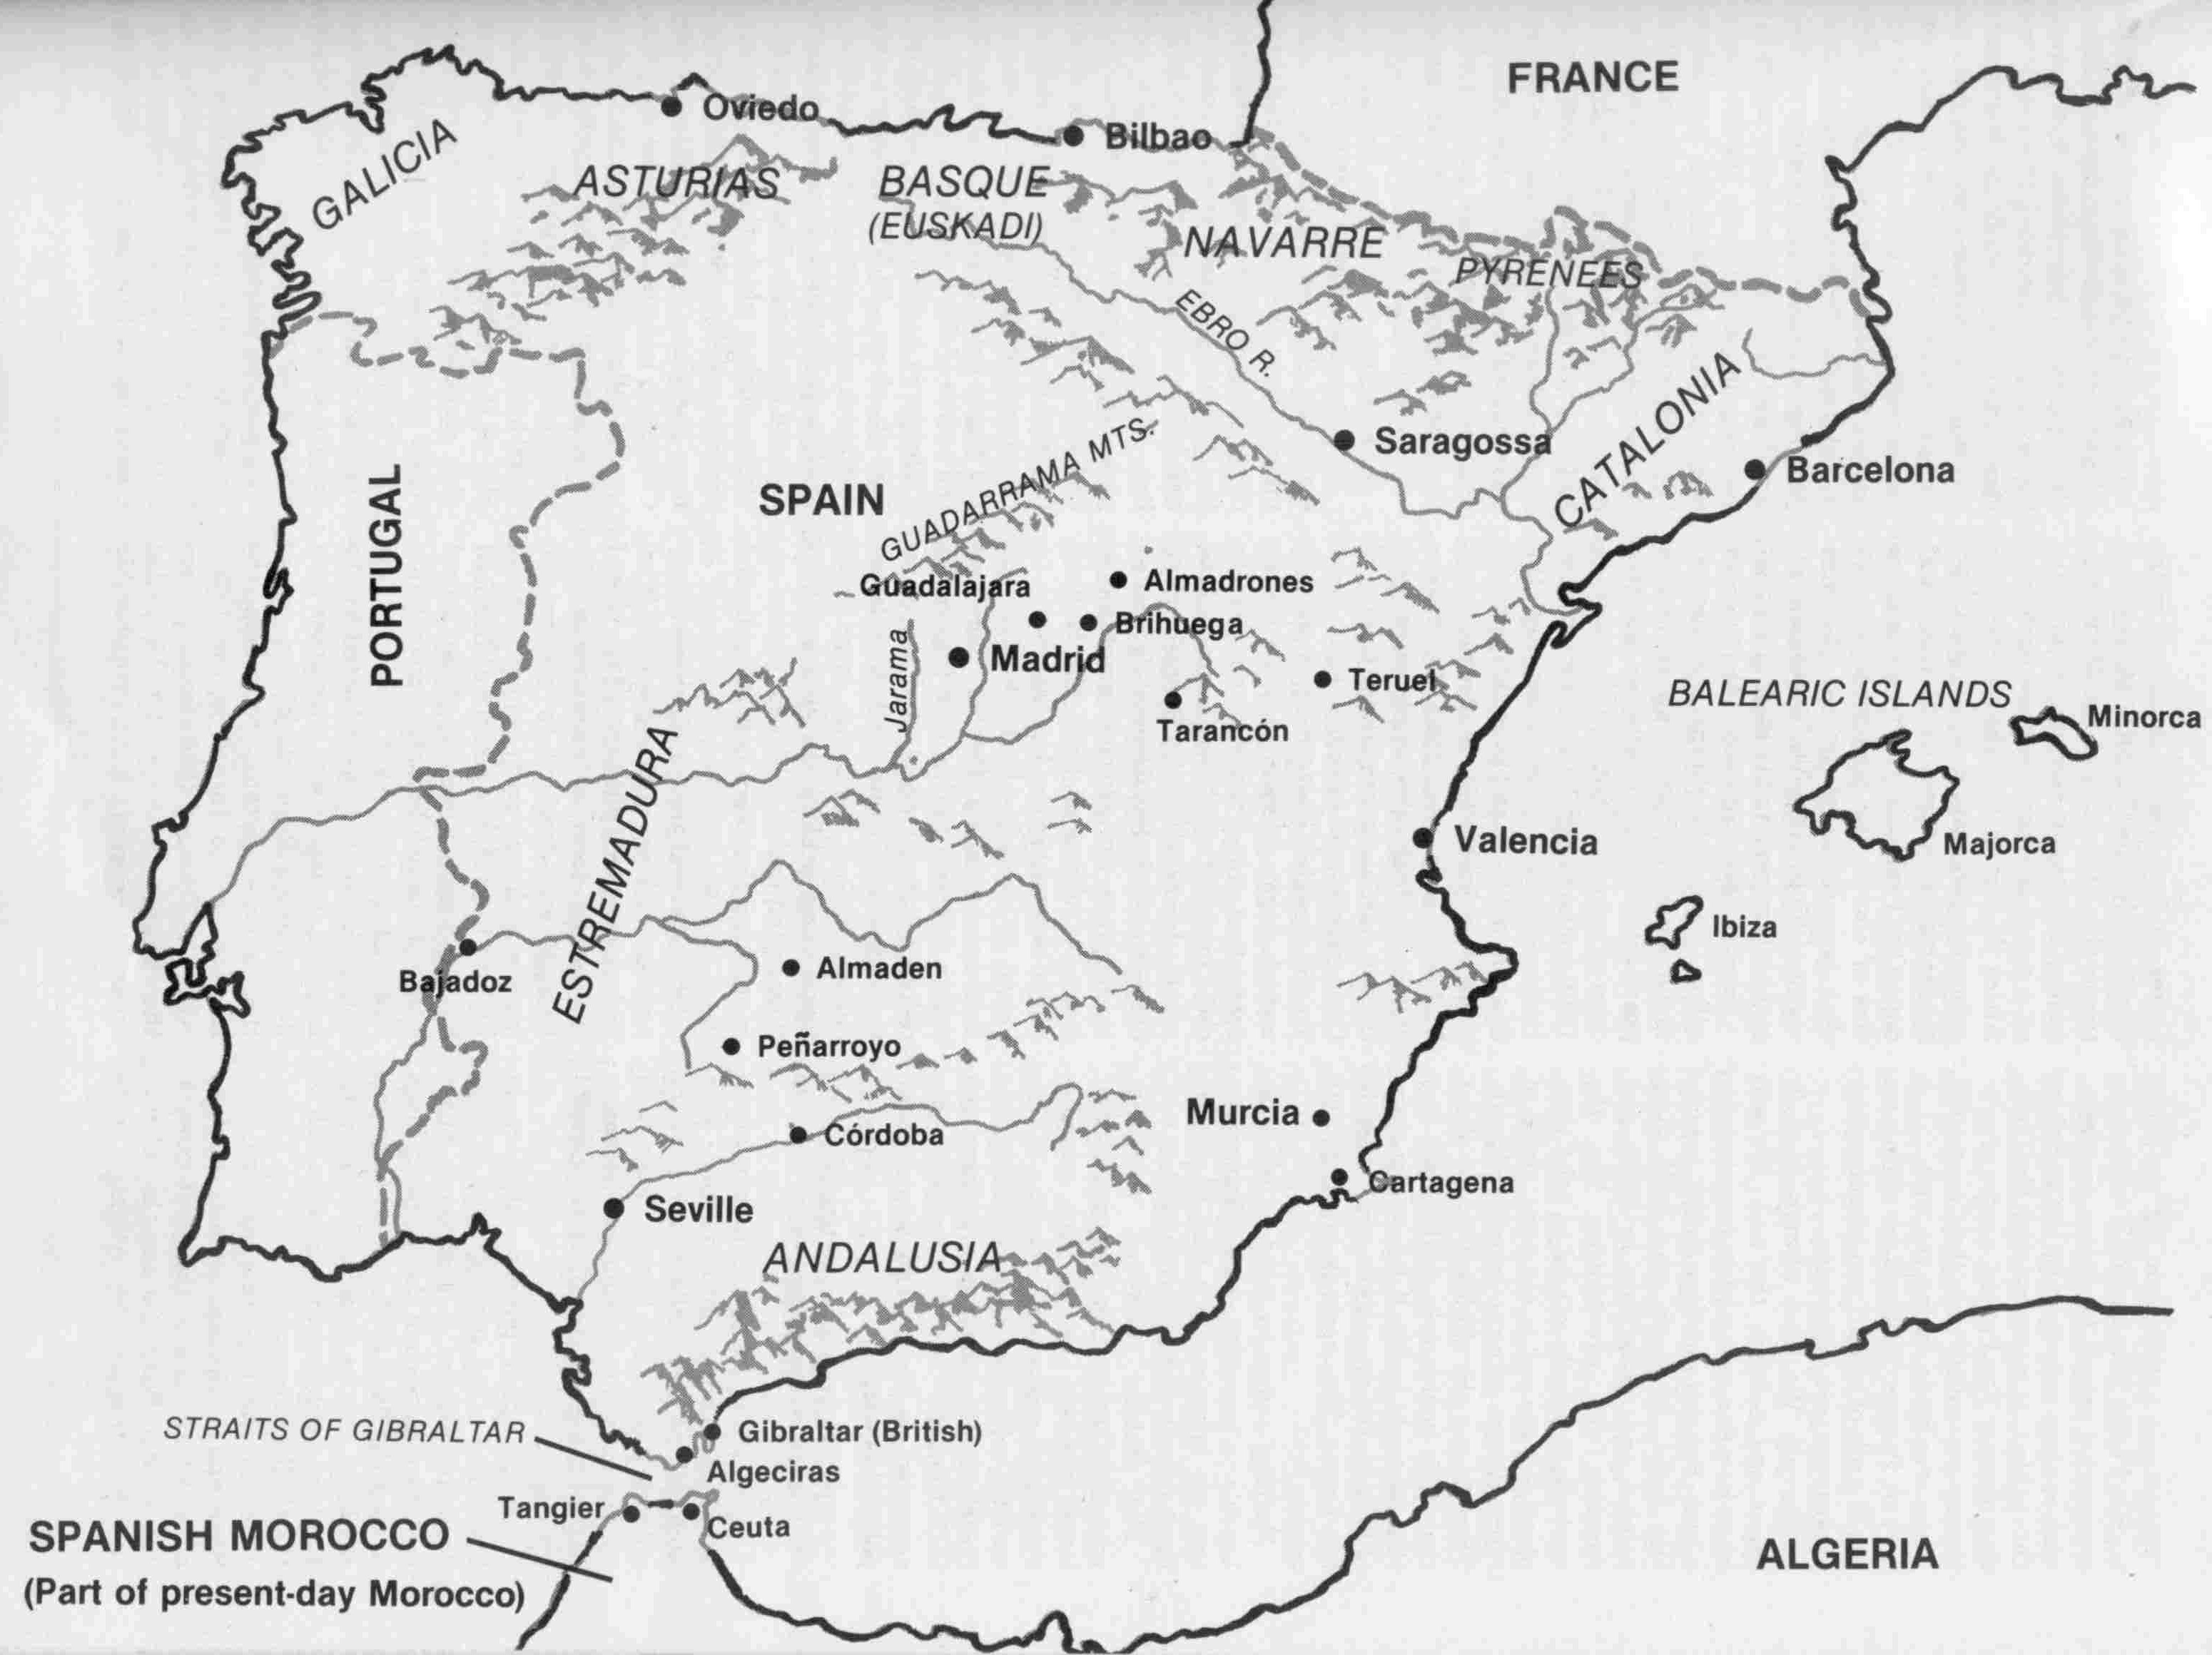 FRANCE
Oviedo
Bilbao
GALICIA
ASTURIAS
BASQUE
(EUSKADI)
NAVARRE
PYRENEES
EBRO R.
CATALONIA
Saragossa
Barcelona
GUADARRAMA MTS.
SPAIN
PORTUGAL
Guadalajara
Almadrones
Brihuega
Madrid
Jarama
Teruel
Tarancón
BALEARIC ISLANDS
Minorca
Majorca
Ibiza
ESTREMADURA
Valencia
Bajadoz
Almaden
Peñarroyo
Córdoba
Murcia
Cartagena
Seville
ANDALUSIA
STRAITS OF GIBRALTAR
Gibraltar (British)
Algeciras
Tangier
Ceuta
SPANISH MOROCCO
(Part of present-day Morocco)
ALGERIA